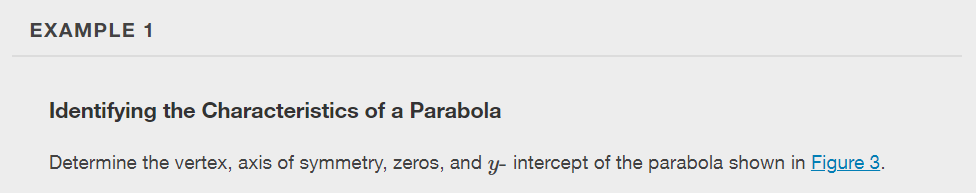 EXAMPLE 1
Identifying the Characteristics of a Parabola
Determine the vertex, axis of symmetry, zeros, and y- intercept of the parabola shown in Figure 3.